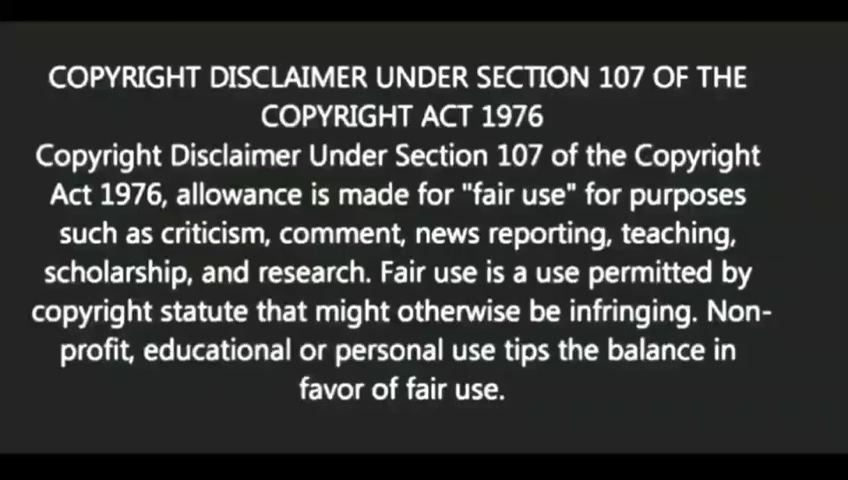 COPYRIGHT DISCLAIMER UNDER SECTION 107 OF THE
COPYRIGHT ACT 1976
Copyright Disclaimer Under Section 107 of the Copyright
Act 1976, allowance is made for "fair use" for purposes
such as criticism, comment, news reporting, teaching,
scholarship, and research. Fair use is a use permitted by
copyright statute that might otherwise be infringing. Non-
profit, educational or personal use tips the balance in
favor of fair use.